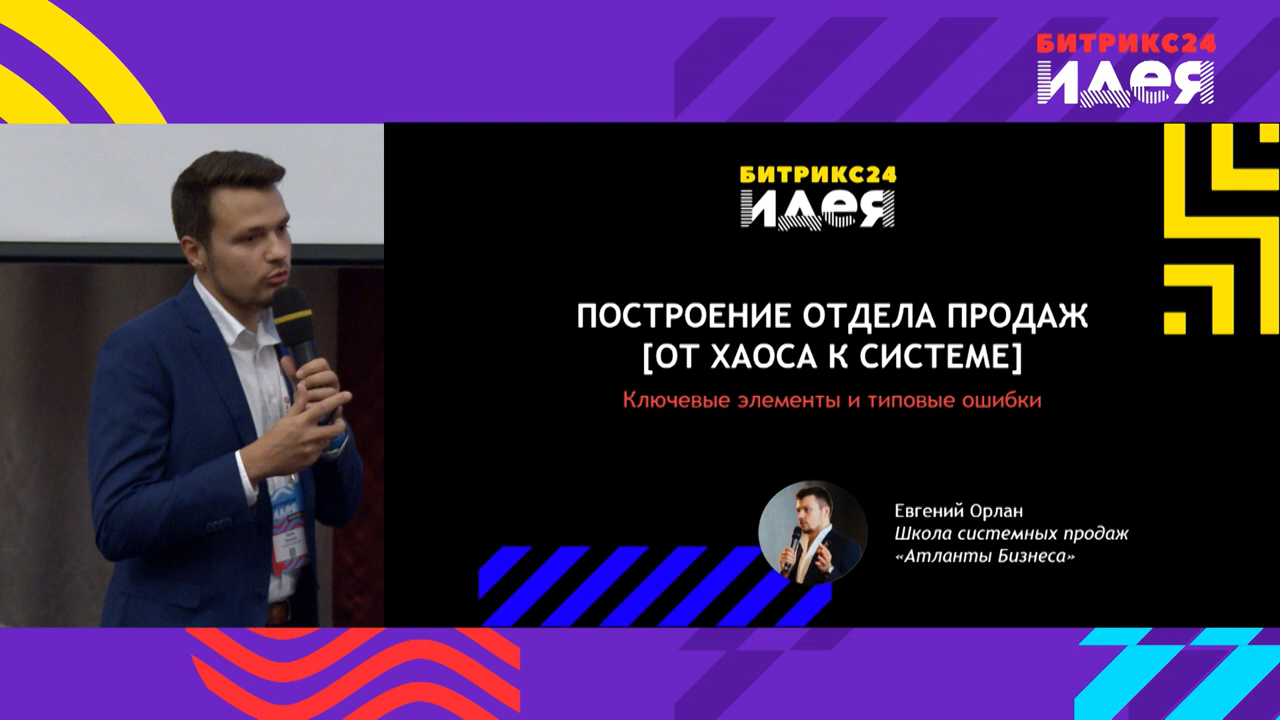 БИТРИКС24
ИДЕЯ
БИТРИКС24
ИДЕЯ
ПОСТРОЕНИЕ ОТДЕЛА ПРОДАЖ
[ОТ ХАОСА К СИСТЕМЕ]
Ключевые элементы и типовые ошибки
Евгений Орлан
Школа системных продаж
«Атланты Бизнеса»